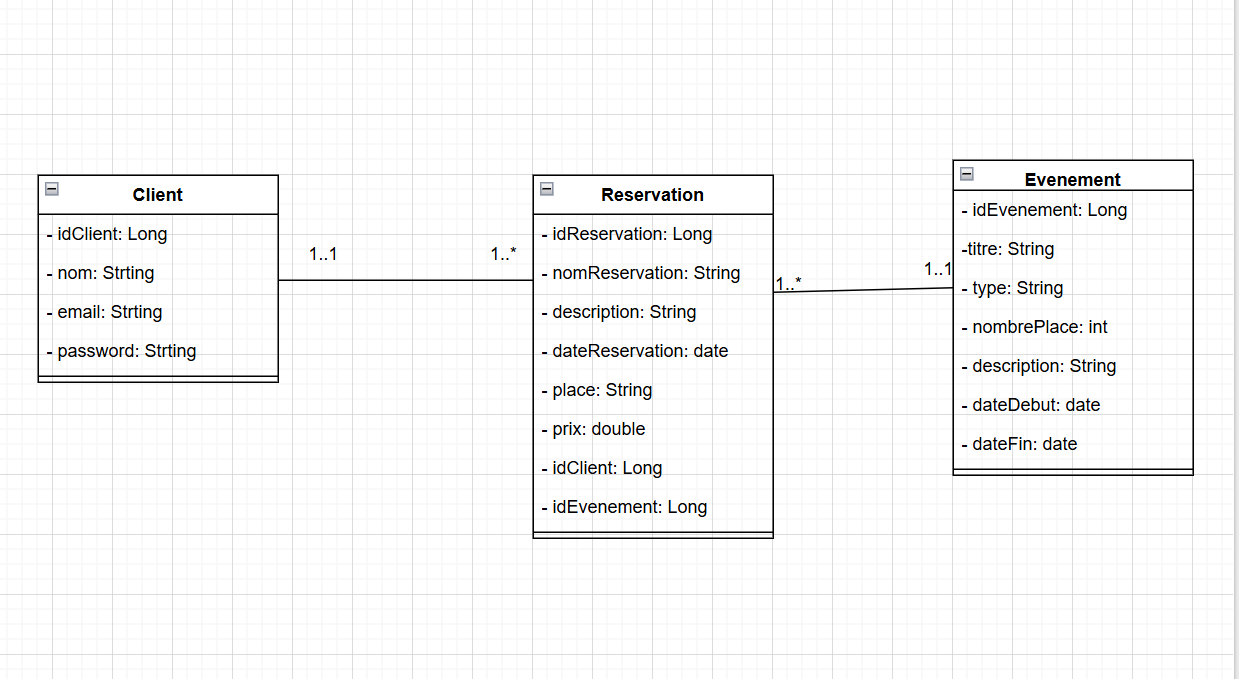 Client
- idClient: Long
- nom: Strting
- email: Strting
- password: Strting
1..1
1..*
Reservation
- idReservation: Long
- nomReservation: String
- description: String
- dateReservation: date
- place: String
- prix: double
- idClient: Long
- idEvenement: Long
1..*
1..1
Evenement
- idEvenement: Long
-titre: String
- type: String
- nombrePlace: int
- description: String
- dateDebut: date
- dateFin: date